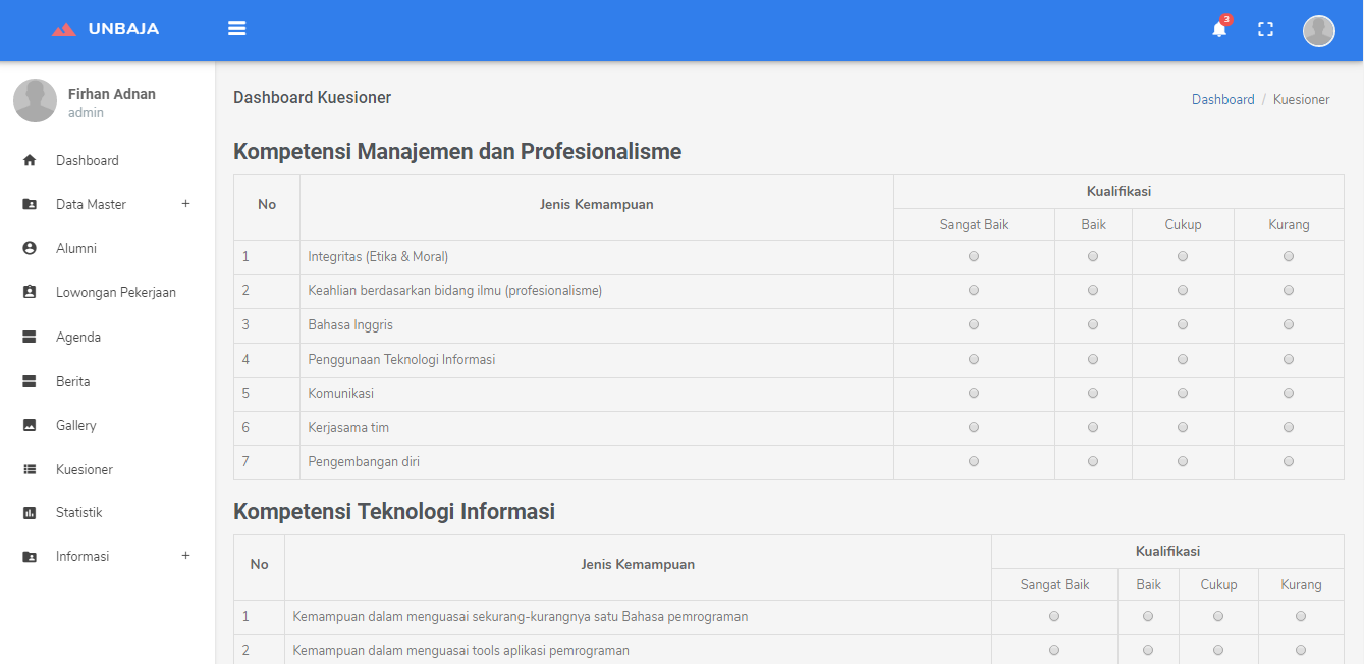 UNBAJA
3
Firhan Adnan
admin
Dashboard
Data Master +
Alumni
Lowongan Pekerjaan
Agenda
Berita
Gallery
Kuesioner
Statistik
Informasi +
Dashboard Kuesioner
Dashboard / Kuesioner
Kompetensi Manajemen dan Profesionalisme
No Jenis Kemampuan Kualifikasi
Sangat Baik Baik Cukup Kurang
1 Integritas (Etika & Moral)
2 Keahlian berdasarkan bidang ilmu (profesionalisme)
3 Bahasa Inggris
4 Penggunaan Teknologi Informasi
5 Komunikasi
6 Kerjasama tim
7 Pengembangan diri
Kompetensi Teknologi Informasi
No Jenis Kemampuan Kualifikasi
Sangat Baik Baik Cukup Kurang
1 Kemampuan dalam menguasai sekurang-kurangnya satu Bahasa pemrograman
2 Kemampuan dalam menguasai tools aplikasi pemrograman